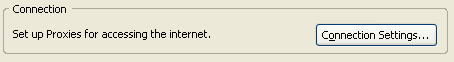 Connection
Set up Proxies for accessing the internet.
Connection Settings...